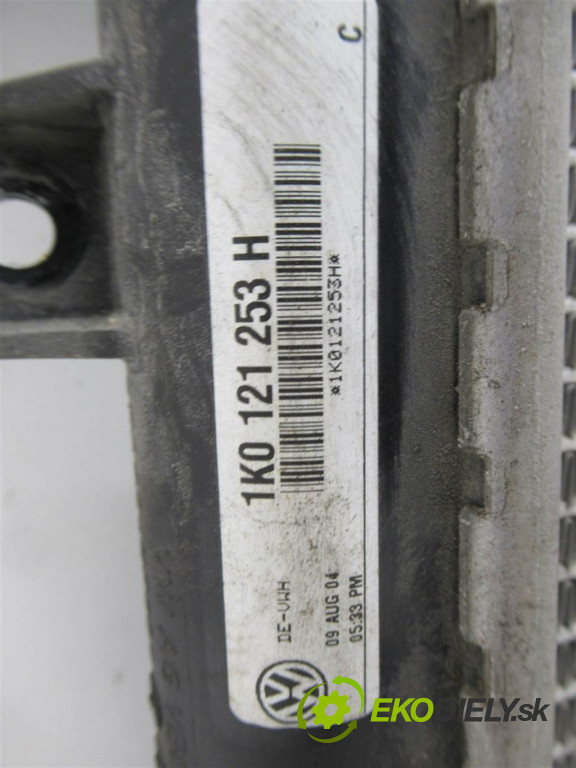 1K0 121 253 H
*1K0121253H*
C
DE-VWH
09 AUG 04
05:33 PM
EKODIELY.sk